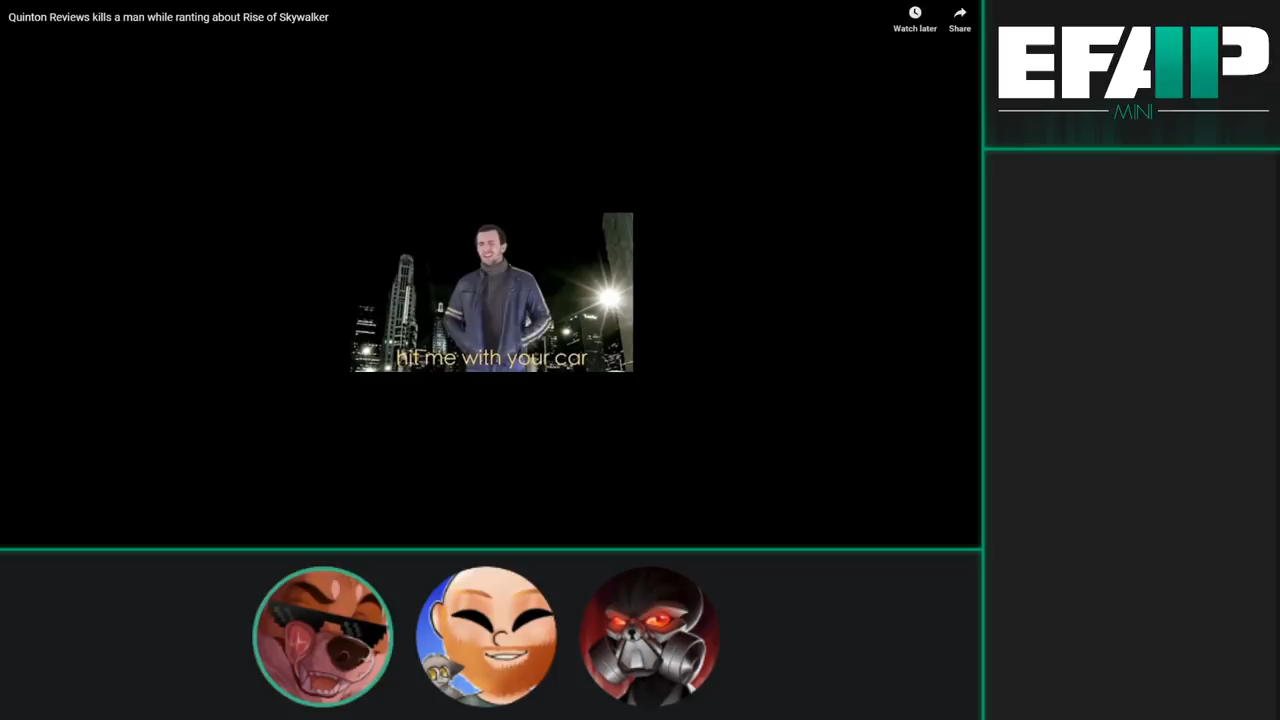 Quinton Reviews kills a man while ranting about Rise of Skywalker
Watch later
Share
EFAP
MINI
hit me with your car